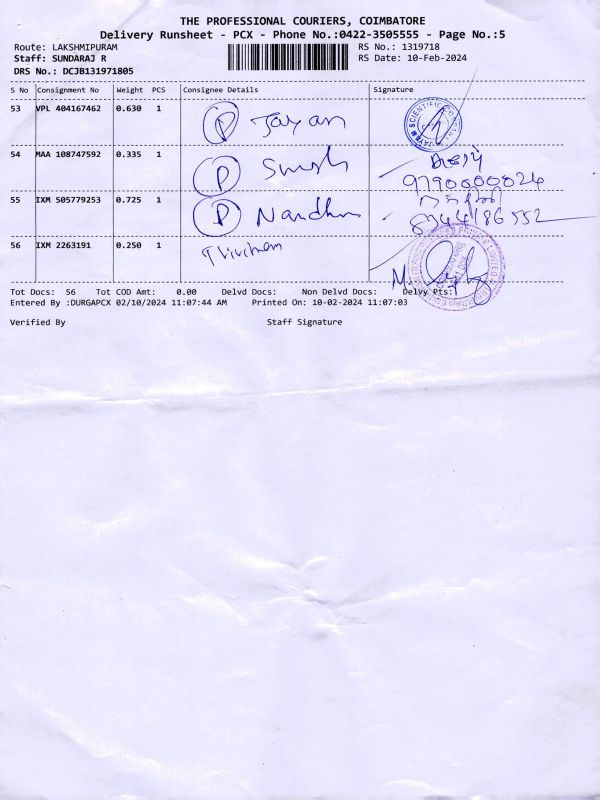 THE PROFESSIONAL COURIERS, COIMBATORE
Delivery Runsheet - PCX - Phone No.:0422-3505555 - Page No.:5
Route: LAKSHMIPURAM
RS No.: 1319718
Staff: SUNDARAJ R
RS Date: 10-Feb-2024
DRS No.: DCJB131971805
S No Consignment No Weight PCS Consignee Details Signature
53 VPL 404167462 0.630 1 P Jayan
54 MAA 108747592 0.335 1 P
9790000024
55 IXM 505779253 0.725 1 P
56 IXM 2263191 0.250 1
Tot Docs: 56 Tot COD Amt: 0.00 Delvd Docs: Non Delvd Docs: Delvy Pts:
Entered By :DURGAPCX 02/10/2024 11:07:44 AM Printed On: 10-02-2024 11:07:03
Verified By Staff Signature